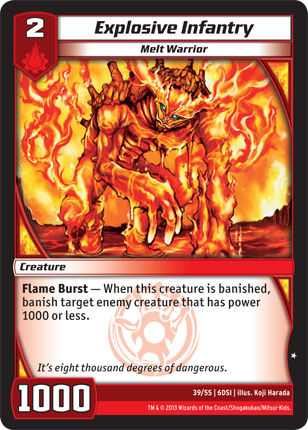 2
Explosive Infantry
Melt Warrior
Creature
Flame Burst — When this creature is banished,
banish target enemy creature that has power
1000 or less.
It's eight thousand degrees of dangerous.
1000
39/55 | 6DSI | illus. Koji Harada
TM & © 2013 Wizards of the Coast/Shogakukan/Mitsui-Kids.